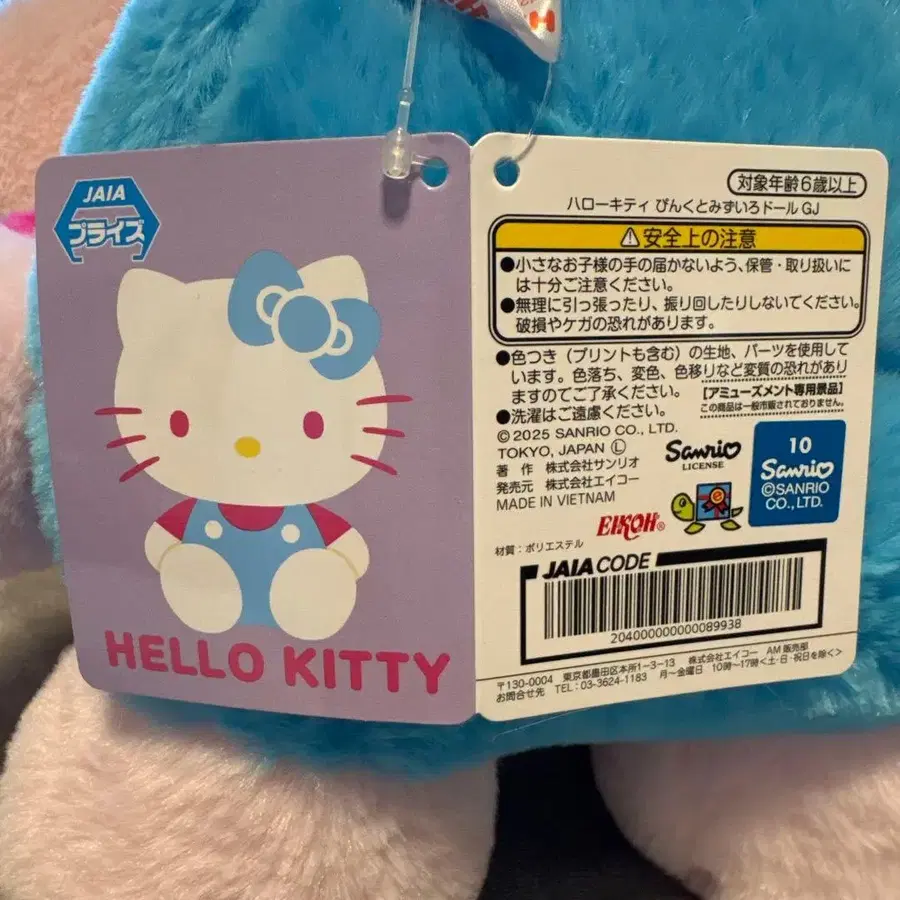 JAIA
プライズ
HELLO KITTY
対象年齢6歳以上
ハローキティ ぴんくとみずいろドール GJ
⚠安全上の注意
●小さなお子様の手の届かないよう、保管・取り扱いに
は十分ご注意ください。
●無理に引っ張ったり、振り回したりしないでください。
破損やケガの恐れがあります。
●色つき（プリントも含む）の生地、パーツを使用して
います。色落ち、変色、色移りなど変質の恐れがあり
ますのでご了承ください。
●洗濯はご遠慮ください。
【アミューズメント専用景品】
この商品は一般市販されておりません。
© 2025 SANRIO CO., LTD.
TOKYO, JAPAN Ⓛ
著 作 株式会社サンリオ
発売元 株式会社エイコー
MADE IN VIETNAM
Sanrio
LICENSE
10
Sanrio
©SANRIO
CO.,LTD.
EIKOH®
e
材質：ポリエステル
JAIA CODE
204000000000089938
〒130-0004 東京都墨田区本所1-3-13 株式会社エイコー AM販売部
お問合せ先 TEL：03-3624-1183 月～金曜日 10時～17時＜土・日・祝日を除く＞